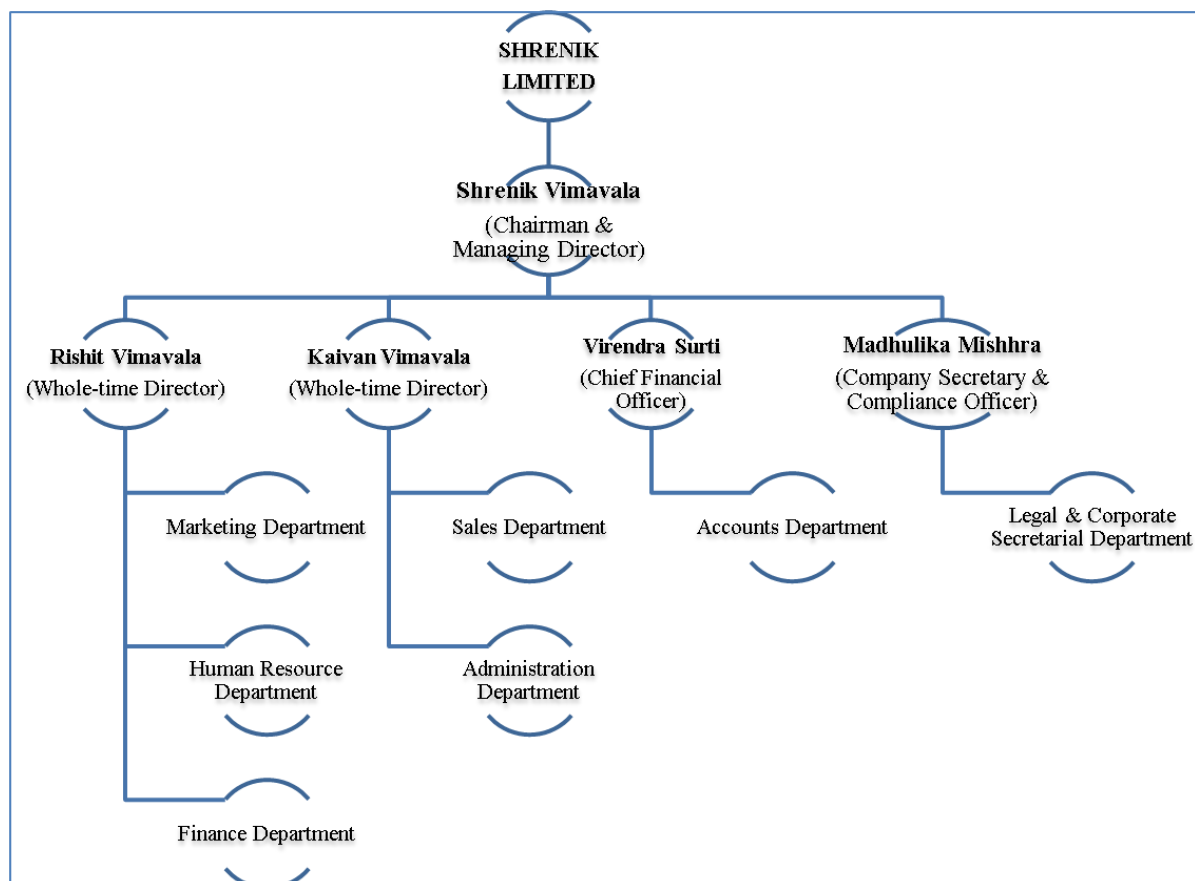 SHRENIK
LIMITED
Shrenik Vimavala
(Chairman &
Managing Director)
Rishit Vimavala
(Whole-time Director)
Kaivan Vimavala
(Whole-time Director)
Virendra Surti
(Chief Financial
Officer)
Madhulika Mishhra
(Company Secretary &
Compliance Officer)
Marketing Department
Sales Department
Accounts Department
Legal & Corporate
Secretarial Department
Human Resource
Department
Administration
Department
Finance Department